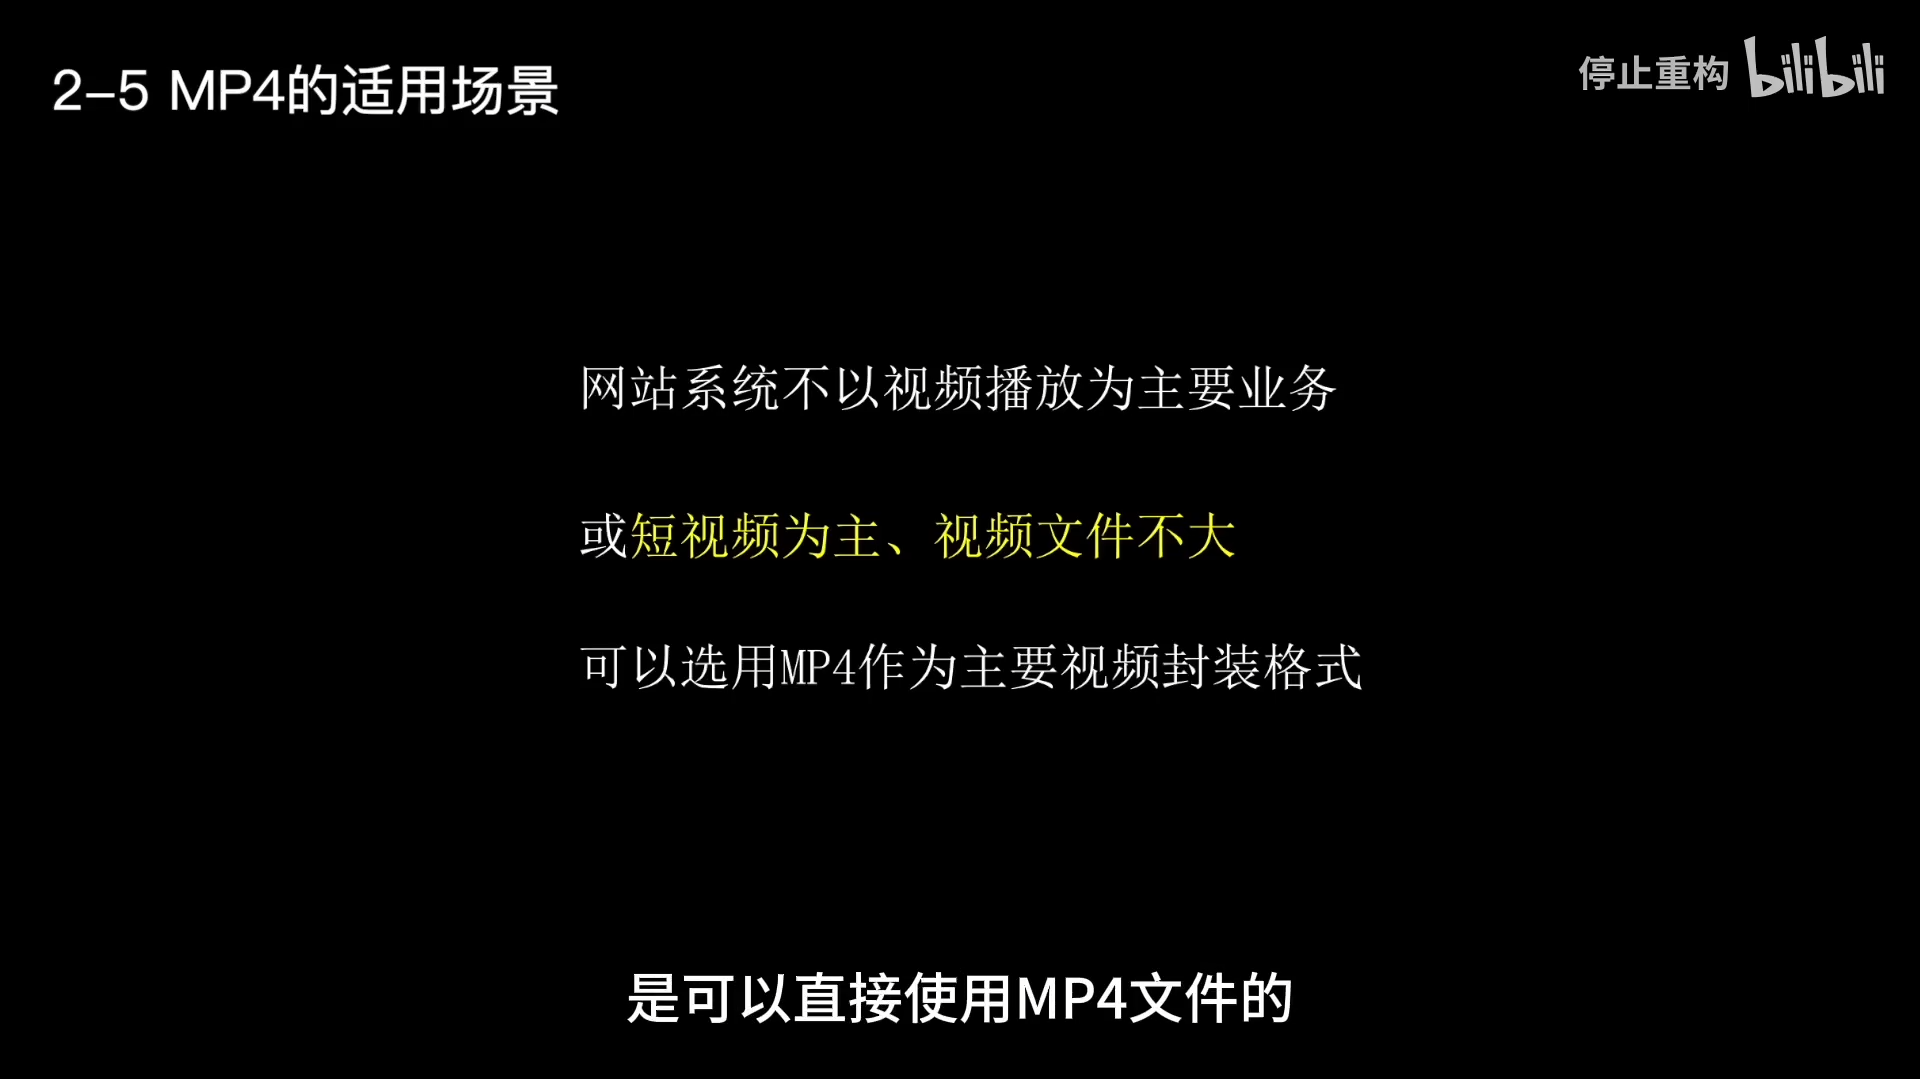 2-5 MP4的适用场景
停止重构 bilibili
网站系统不以视频播放为主要业务
或短视频为主、视频文件不大
可以选用MP4作为主要视频封装格式
是可以直接使用MP4文件的